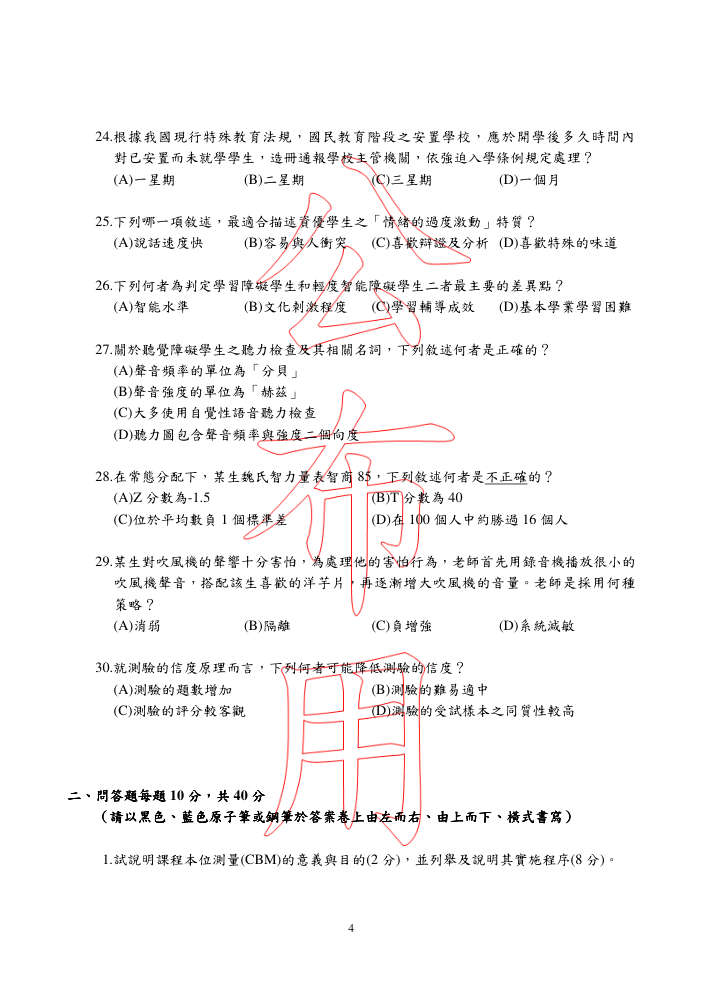 24.根據我國現行特殊教育法規，國民教育階段之安置學校，應於開學後多久時間內
對已安置而未就學學生，造冊通報學校主管機關，依強迫入學條例規定處理？
(A)一星期 (B)二星期 (C)三星期 (D)一個月
25.下列哪一項敘述，最適合描述資優學生之「情緒的過度激動」特質？
(A)說話速度快 (B)容易與人衝突 (C)喜歡辯證及分析 (D)喜歡特殊的味道
26.下列何者為判定學習障礙學生和輕度智能障礙學生二者最主要的差異點？
(A)智能水準 (B)文化刺激程度 (C)學習輔導成效 (D)基本學業學習困難
27.關於聽覺障礙學生之聽力檢查及其相關名詞，下列敘述何者是正確的？
(A)聲音頻率的單位為「分貝」
(B)聲音強度的單位為「赫茲」
(C)大多使用自覺性語音聽力檢查
(D)聽力圖包含聲音頻率與強度二個向度
28.在常態分配下，某生魏氏智力量表智商 85，下列敘述何者是不正確的？
(A)Z 分數為-1.5 (B)T 分數為 40
(C)位於平均數負 1 個標準差 (D)在 100 個人中約勝過 16 個人
29.某生對吹風機的聲響十分害怕，為處理他的害怕行為，老師首先用錄音機播放很小的
吹風機聲音，搭配該生喜歡的洋芋片，再逐漸增大吹風機的音量。老師是採用何種
策略？
(A)消弱 (B)隔離 (C)負增強 (D)系統減敏
30.就測驗的信度原理而言，下列何者可能降低測驗的信度？
(A)測驗的題數增加 (B)測驗的難易適中
(C)測驗的評分較客觀 (D)測驗的受試樣本之同質性較高
二、問答題每題 10 分，共 40 分
（請以黑色、藍色原子筆或鋼筆於答案卷上由左而右、由上而下、橫式書寫）
1.試說明課程本位測量(CBM)的意義與目的(2 分)，並列舉及說明其實施程序(8 分)。
4
公布用